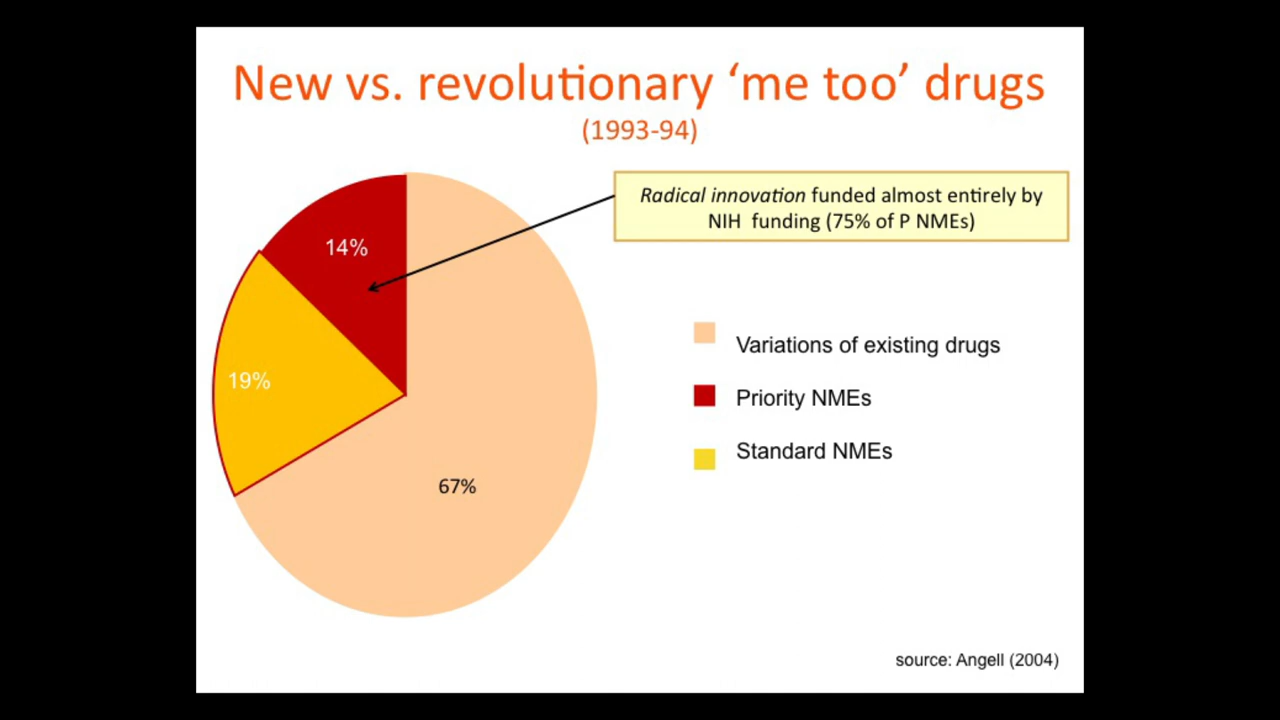 New vs. revolutionary ‘me too’ drugs
(1993-94)
Radical innovation funded almost entirely by
NIH funding (75% of P NMEs)
14%
19%
67%
Variations of existing drugs
Priority NMEs
Standard NMEs
source: Angell (2004)